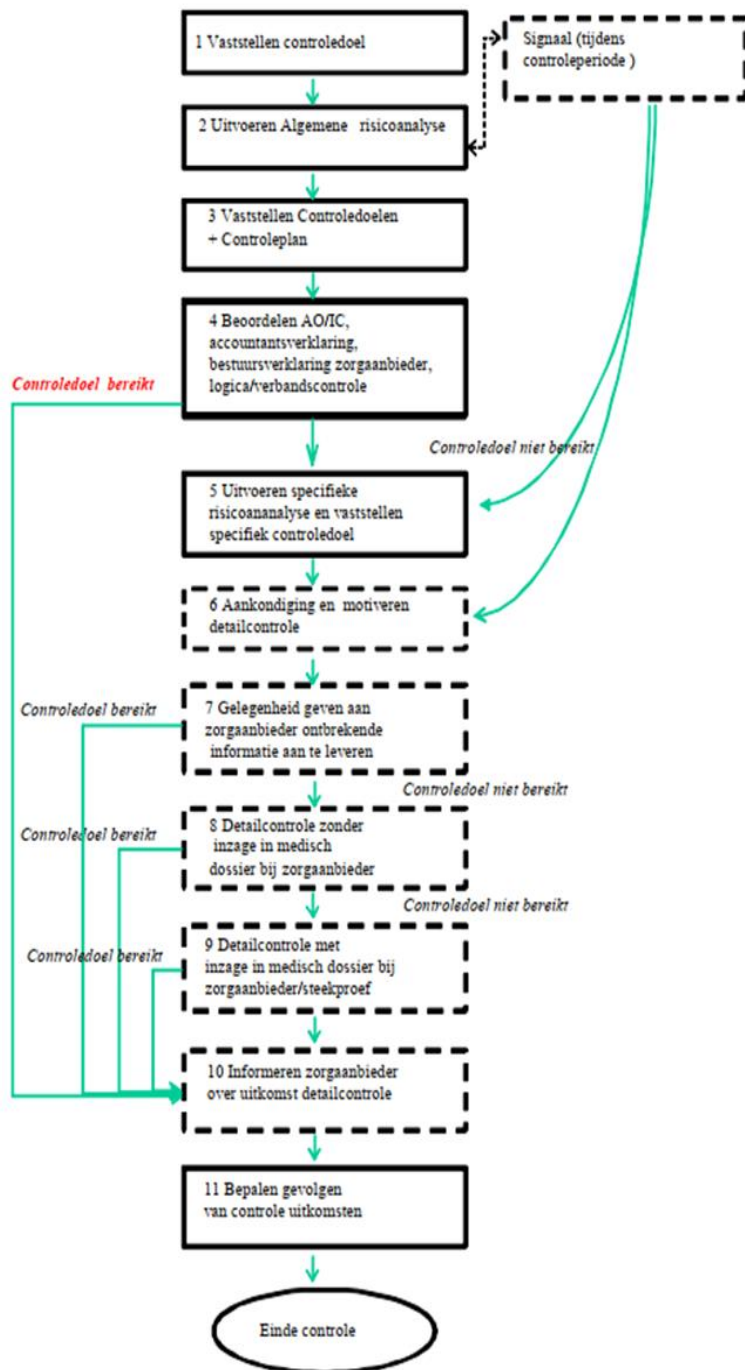 1 Vaststellen controledoel
Signaal (tijdens
controleperiode )
2 Uitvoeren Algemene risicoanalyse
3 Vaststellen Controledoelen
+ Controleplan
4 Beoordelen AO/IC,
accountantsverklaring,
bestuursverklaring zorgaanbieder,
logica/verbandscontrole
Controledoel bereikt
Controledoel niet bereikt
5 Uitvoeren specifieke
risicoananalyse en vaststellen
specifiek controledoel
6 Aankondiging en motiveren
detailcontrole
Controledoel bereikt
7 Gelegenheid geven aan
zorgaanbieder ontbrekende
informatie aan te leveren
Controledoel niet bereikt
Controledoel bereikt
8 Detailcontrole zonder
inzage in medisch
dossier bij zorgaanbieder
Controledoel niet bereikt
Controledoel bereikt
9 Detailcontrole met
inzage in medisch dossier bij
zorgaanbieder/steekproef
10 Informeren zorgaanbieder
over uitkomst detailcontrole
11 Bepalen gevolgen
van controle uitkomsten
Einde controle